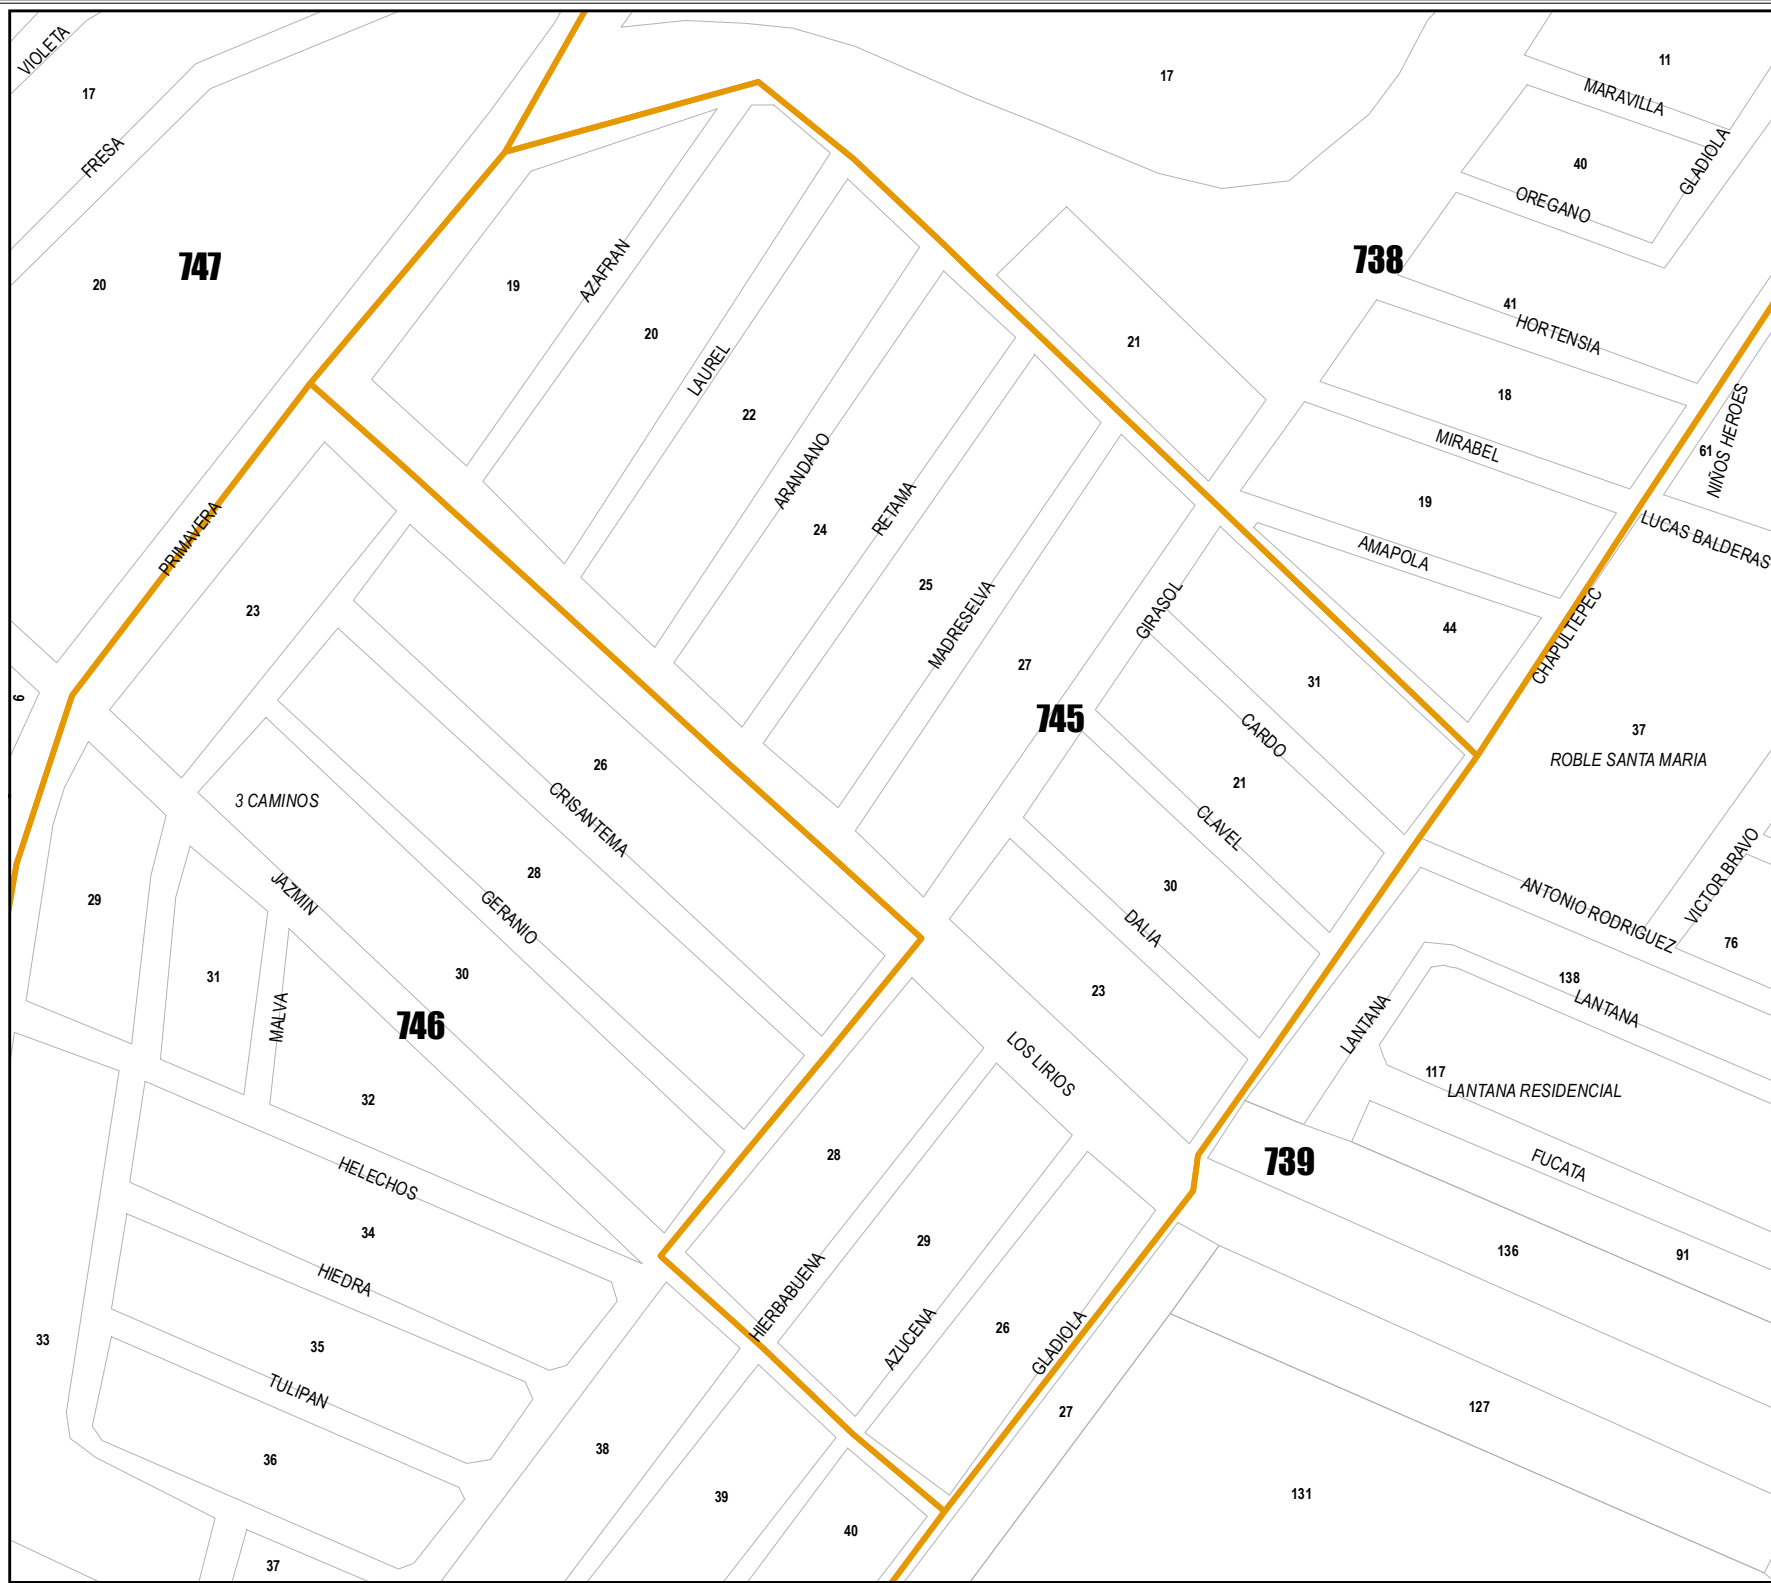 VIOLETA
11
17
17
MARAVILLA
FRESA
40
GLADIOLA
OREGANO
747
738
20
19
AZAFRAN
41
HORTENSIA
20
21
LAUREL
18
22
NIÑOS HEROES
MIRABEL
61
ARANDANO
RETAMA
24
19
LUCAS BALDERAS
PRIMAVERA
AMAPOLA
25
23
MADRESELVA
GIRASOL
44
CHAPULTEPEC
27
31
6
745
CARDO
37
ROBLE SANTA MARIA
26
21
3 CAMINOS
CRISANTEMA
CLAVEL
28
30
VICTOR BRAVO
29
JAZMIN
GERANIO
DALIA
ANTONIO RODRIGUEZ
76
31
30
23
138
MALVA
746
LANTANA
LANTANA
LOS LIRIOS
117
LANTANA RESIDENCIAL
32
28
739
FUCATA
HELECHOS
34
29
136
91
HIEDRA
HIERBABUENA
33
35
AZUCENA
26
GLADIOLA
TULIPAN
27
127
36
38
39
131
40
37